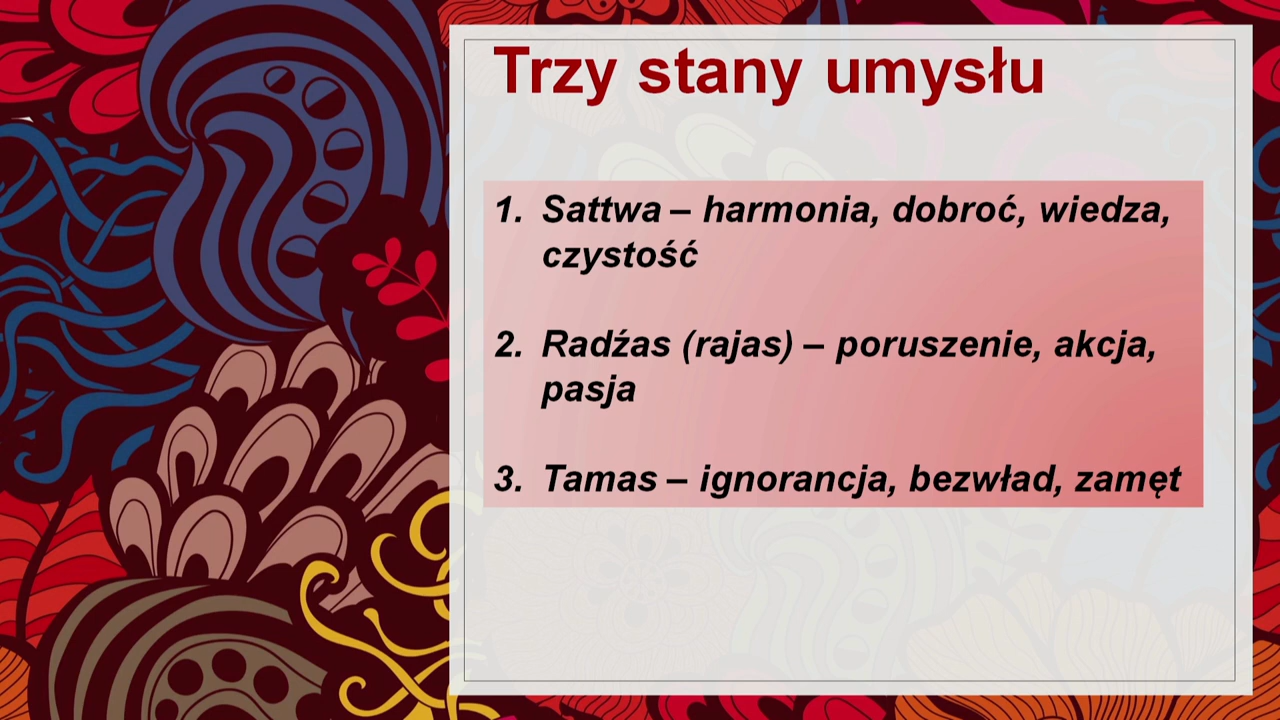 Trzy stany umysłu
1. Sattwa – harmonia, dobroć, wiedza,
czystość
2. Radźas (rajas) – poruszenie, akcja,
pasja
3. Tamas – ignorancja, bezwład, zamęt